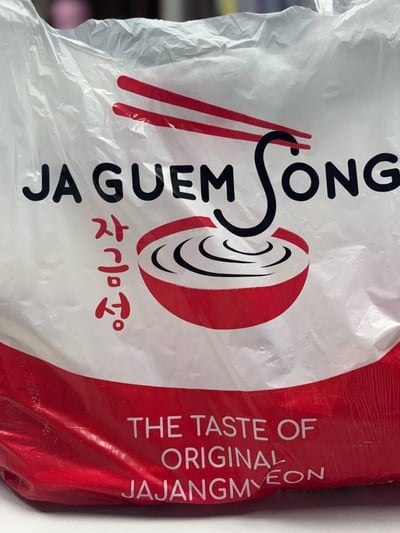 JA GUEM SONG
자금성
THE TASTE OF
ORIGINAL
JAJANGMYEON